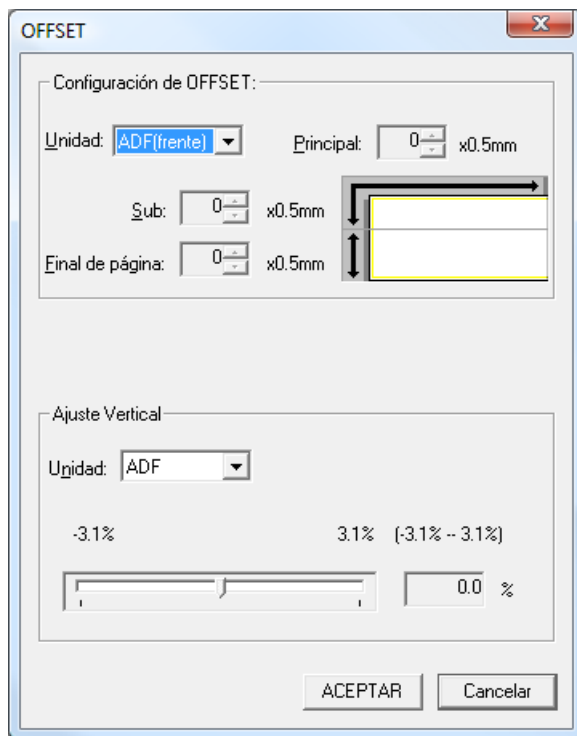 OFFSET
Configuración de OFFSET:
Unidad: ADF(frente) Principal: 0 x0.5mm
Sub: 0 x0.5mm
Final de página: 0 x0.5mm
Ajuste Vertical
Unidad: ADF
-3.1% 3.1% (-3.1% -- 3.1%)
0.0 %
ACEPTAR Cancelar